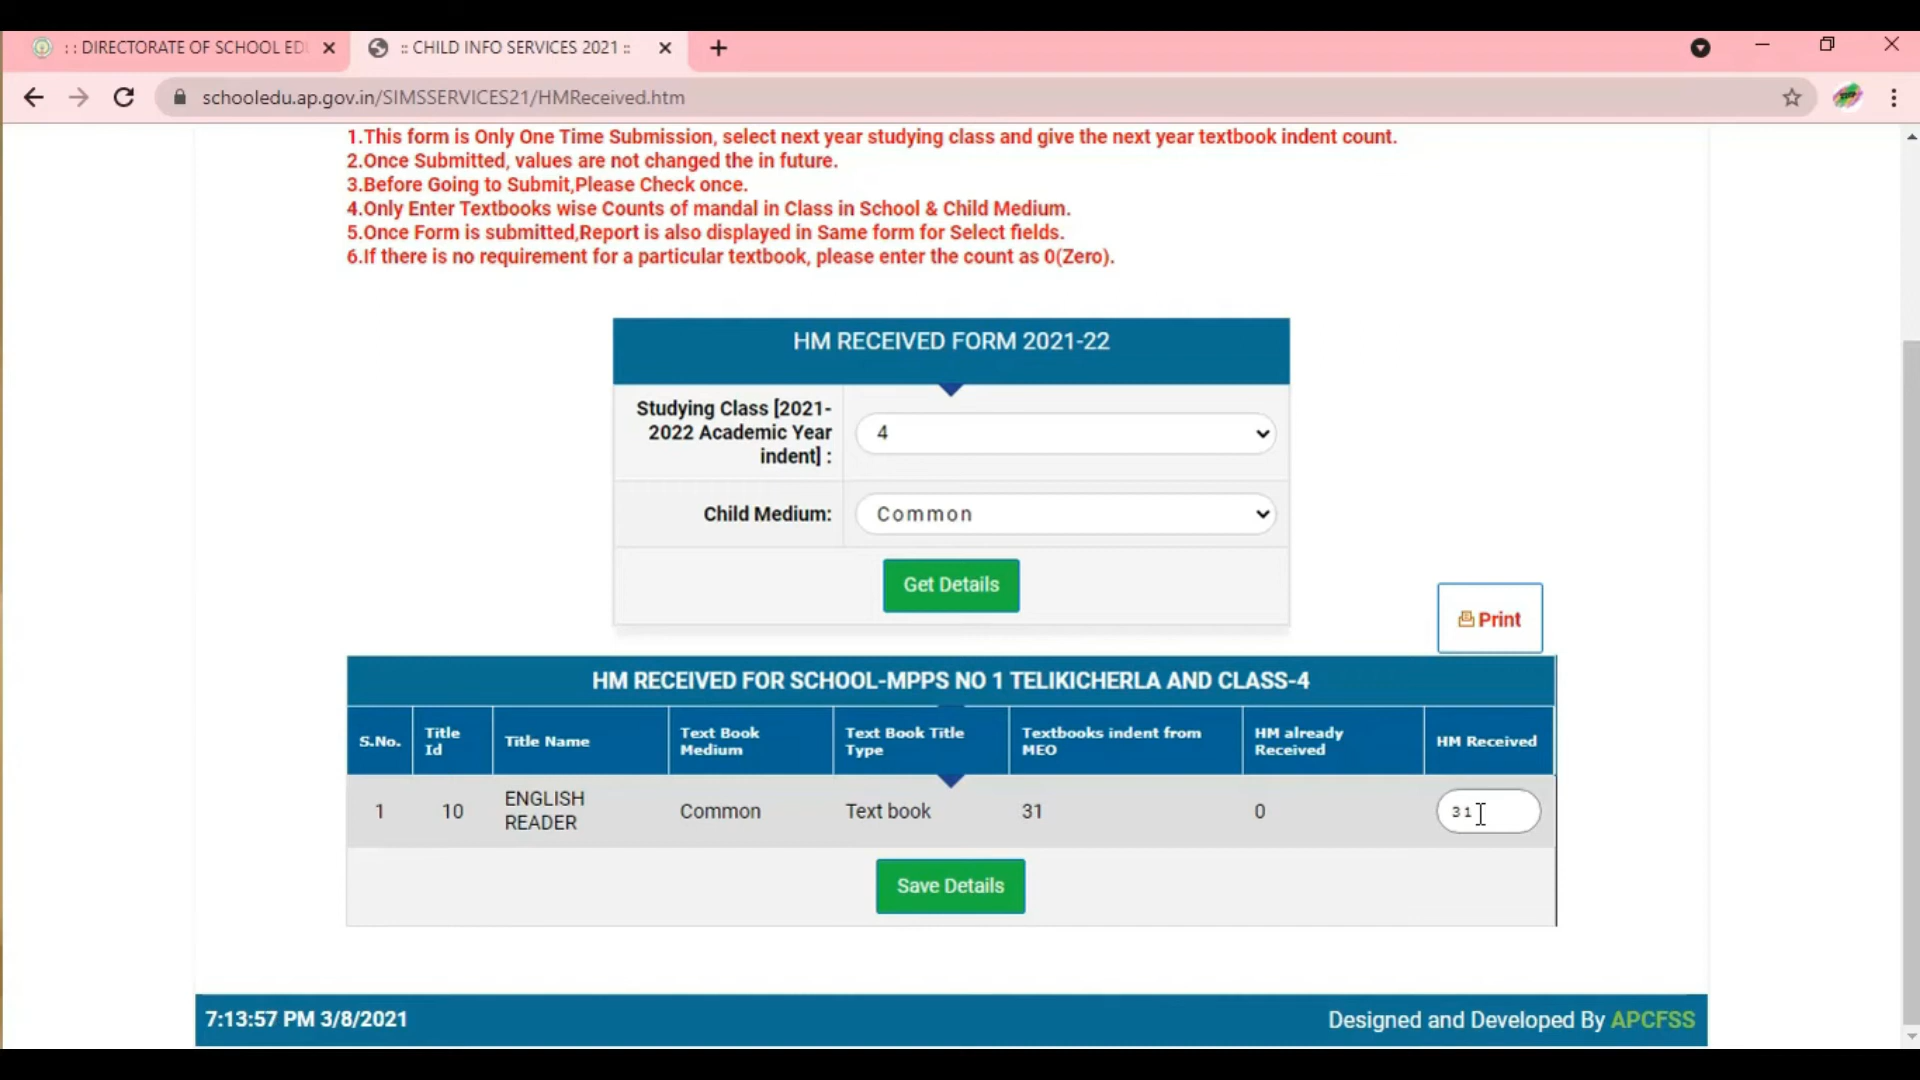 : : DIRECTORATE OF SCHOOL ED
:: CHILD INFO SERVICES 2021 ::
schooledu.ap.gov.in/SIMSSERVICES21/HMReceived.htm
1.This form is Only One Time Submission, select next year studying class and give the next year textbook indent count.
2.Once Submitted, values are not changed the in future.
3.Before Going to Submit,Please Check once.
4.Only Enter Textbooks wise Counts of mandal in Class in School & Child Medium.
5.Once Form is submitted,Report is also displayed in Same form for Select fields.
6.If there is no requirement for a particular textbook, please enter the count as 0(Zero).
HM RECEIVED FORM 2021-22
Studying Class [2021-
2022 Academic Year
indent] :
4
Child Medium:
Common
Get Details
Print
HM RECEIVED FOR SCHOOL-MPPS NO 1 TELIKICHERLA AND CLASS-4
S.No.
Title
Id
Title Name
Text Book
Medium
Text Book Title
Type
Textbooks indent from
MEO
HM already
Received
HM Received
1
10
ENGLISH
READER
Common
Text book
31
0
31
Save Details
7:13:57 PM 3/8/2021
Designed and Developed By APCFSS